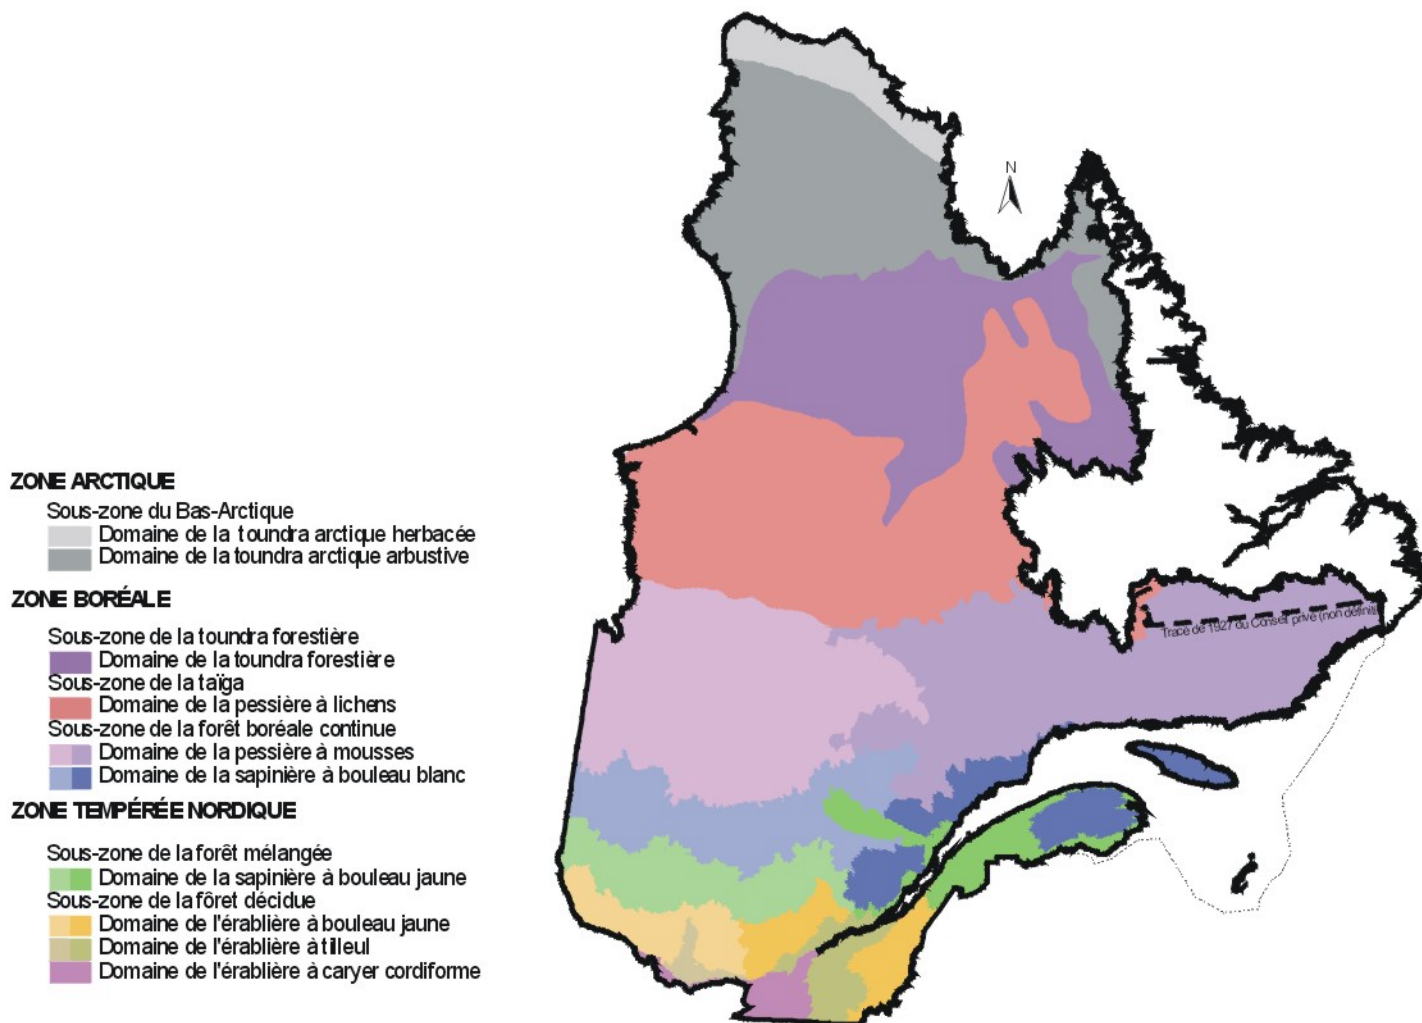 N
ZONE ARCTIQUE
Sous-zone du Bas-Arctique
Domaine de la toundra arctique herbacée
Domaine de la toundra arctique arbustive
ZONE BORÉALE
Sous-zone de la toundra forestière
Domaine de la toundra forestière
Sous-zone de la taïga
Domaine de la pessière à lichens
Sous-zone de la forêt boréale continue
Domaine de la pessière à mousses
Domaine de la sapinière à bouleau blanc
Tracé de 1927 du Conseil privé (non définiti
ZONE TEMPÉRÉE NORDIQUE
Sous-zone de la forêt mélangée
Domaine de la sapinière à bouleau jaune
Sous-zone de la fôret décidue
Domaine de l'érablière à bouleau jaune
Domaine de l'érablière à tilleul
Domaine de l'érablière à caryer cordiforme